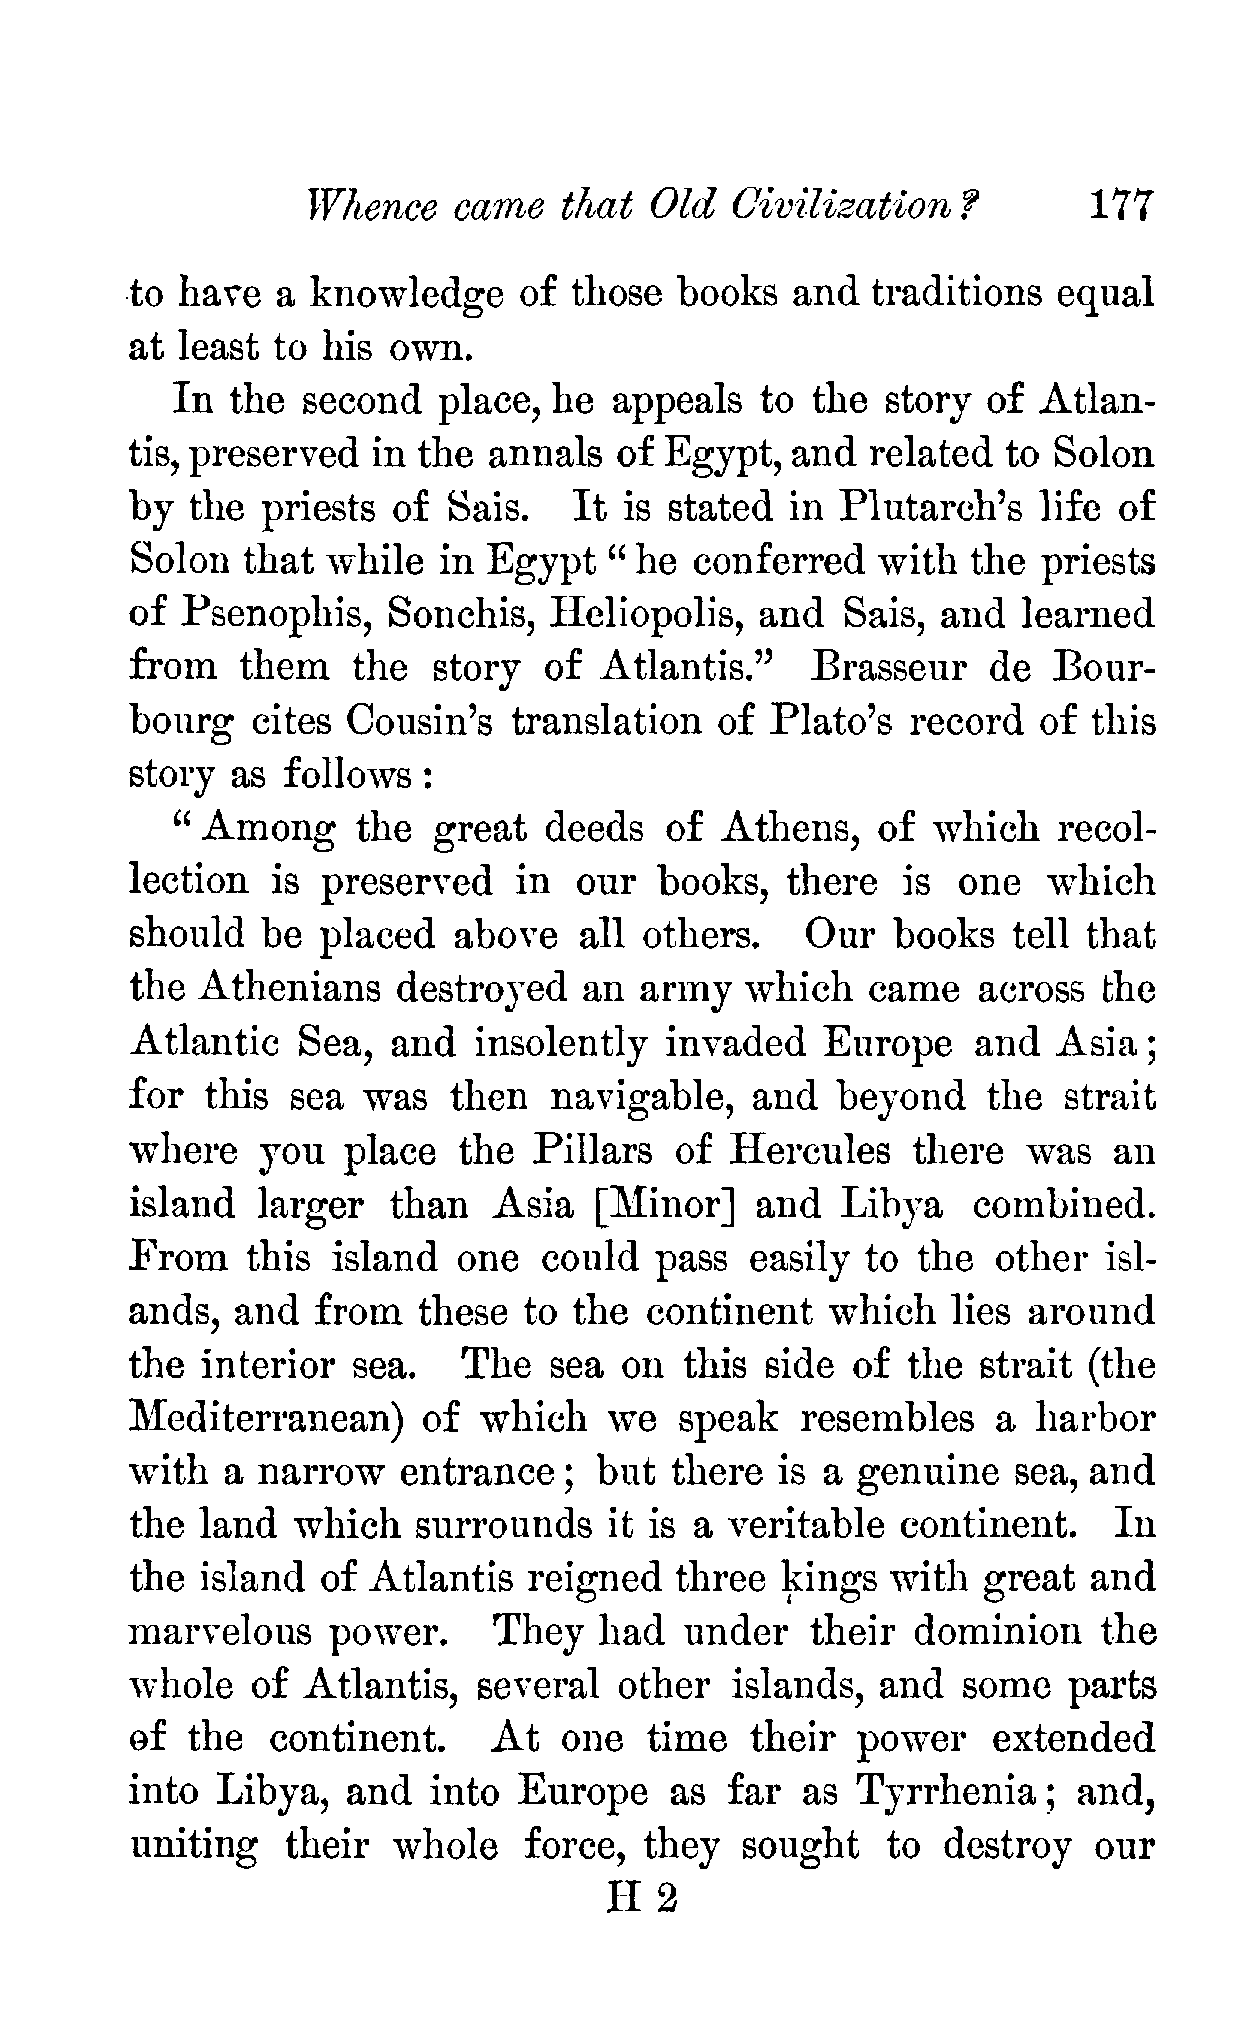 Whence came that Old Civilization? 177
to have a knowledge of those books and traditions equal
at least to his own.
In the second place, he appeals to the story of Atlan-
tis, preserved in the annals of Egypt, and related to Solon
by the priests of Sais. It is stated in Plutarch's life of
Solon that while in Egypt "he conferred with the priests
of Psenophis, Sonchis, Heliopolis, and Sais, and learned
from them the story of Atlantis." Brasseur de Bour-
bourg cites Cousin's translation of Plato's record of this
story as follows:
"Among the great deeds of Athens, of which recol-
lection is preserved in our books, there is one which
should be placed above all others. Our books tell that
the Athenians destroyed an army which came across the
Atlantic Sea, and insolently invaded Europe and Asia;
for this sea was then navigable, and beyond the strait
where you place the Pillars of Hercules there was an
island larger than Asia [Minor] and Libya combined.
From this island one could pass easily to the other isl-
ands, and from these to the continent which lies around
the interior sea. The sea on this side of the strait (the
Mediterranean) of which we speak resembles a harbor
with a narrow entrance; but there is a genuine sea, and
the land which surrounds it is a veritable continent. In
the island of Atlantis reigned three kings with great and
marvelous power. They had under their dominion the
whole of Atlantis, several other islands, and some parts
of the continent. At one time their power extended
into Libya, and into Europe as far as Tyrrhenia; and,
uniting their whole force, they sought to destroy our
H 2